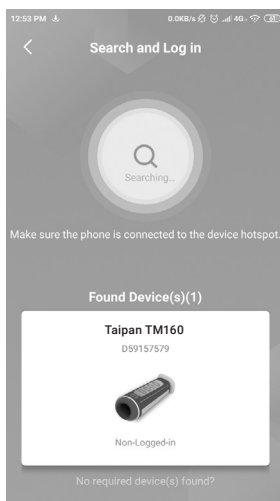 12:53 PM
0.0KB/s 4G
Search and Log in
Searching...
Make sure the phone is connected to the device hotspot.
Found Device(s)(1)
Taipan TM160
D59157579
Non-Logged-in
No required device(s) found?